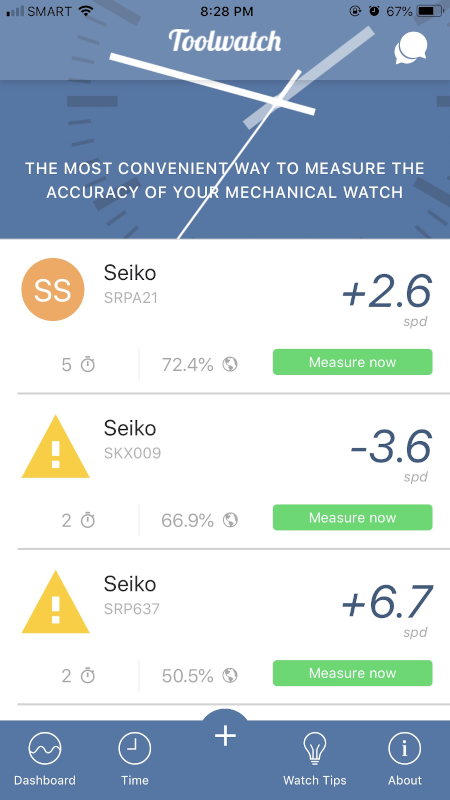 SMART 8:28 PM 67%
Toolwatch
THE MOST CONVENIENT WAY TO MEASURE THE
ACCURACY OF YOUR MECHANICAL WATCH
SS
Seiko
SRPA21
+2.6
spd
5 72.4% Measure now
Seiko
SKX009
-3.6
spd
2 66.9% Measure now
Seiko
SRP637
+6.7
spd
2 50.5% Measure now
+
Dashboard Time Watch Tips About